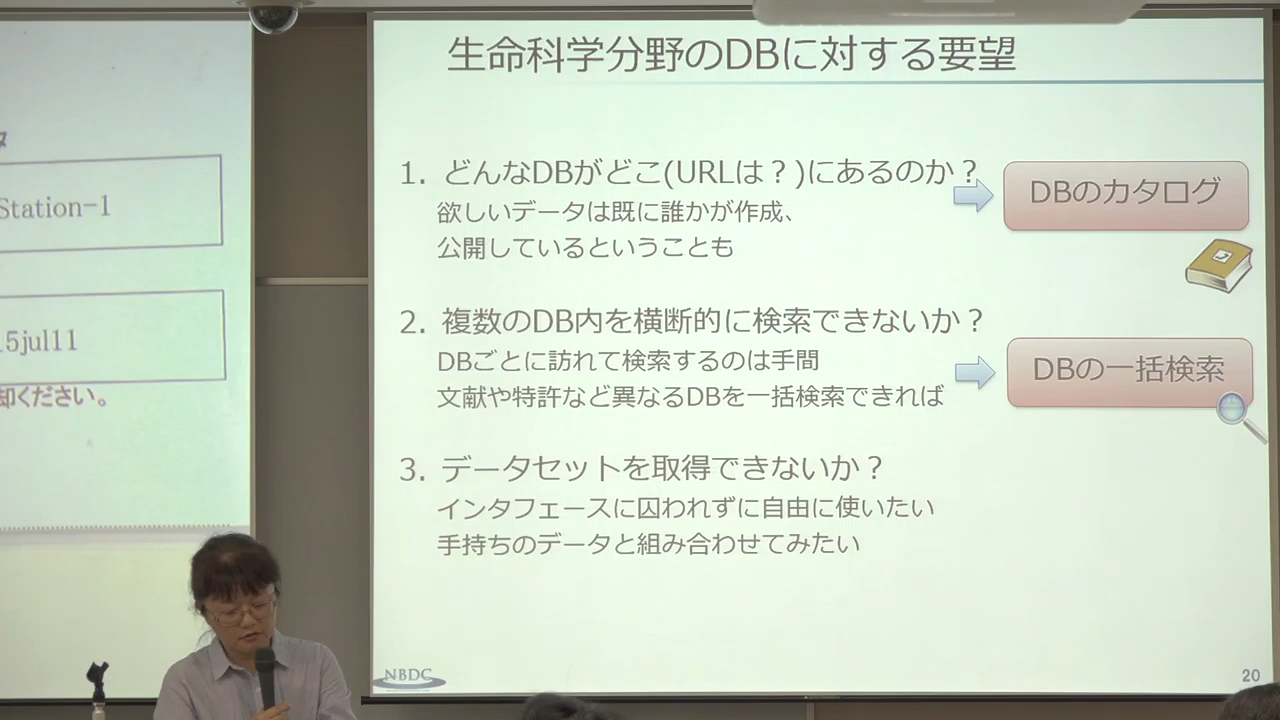 Station-1
5jul11
却ください。
生命科学分野のDBに対する要望
1. どんなDBがどこ(URLは？)にあるのか？
欲しいデータは既に誰かが作成、
公開しているということも
DBのカタログ
2. 複数のDB内を横断的に検索できないか？
DBごとに訪れて検索するのは手間
文献や特許など異なるDBを一括検索できれば
DBの一括検索
3. データセットを取得できないか？
インタフェースに囚われずに自由に使いたい
手持ちのデータと組み合わせてみたい
NBDC
20